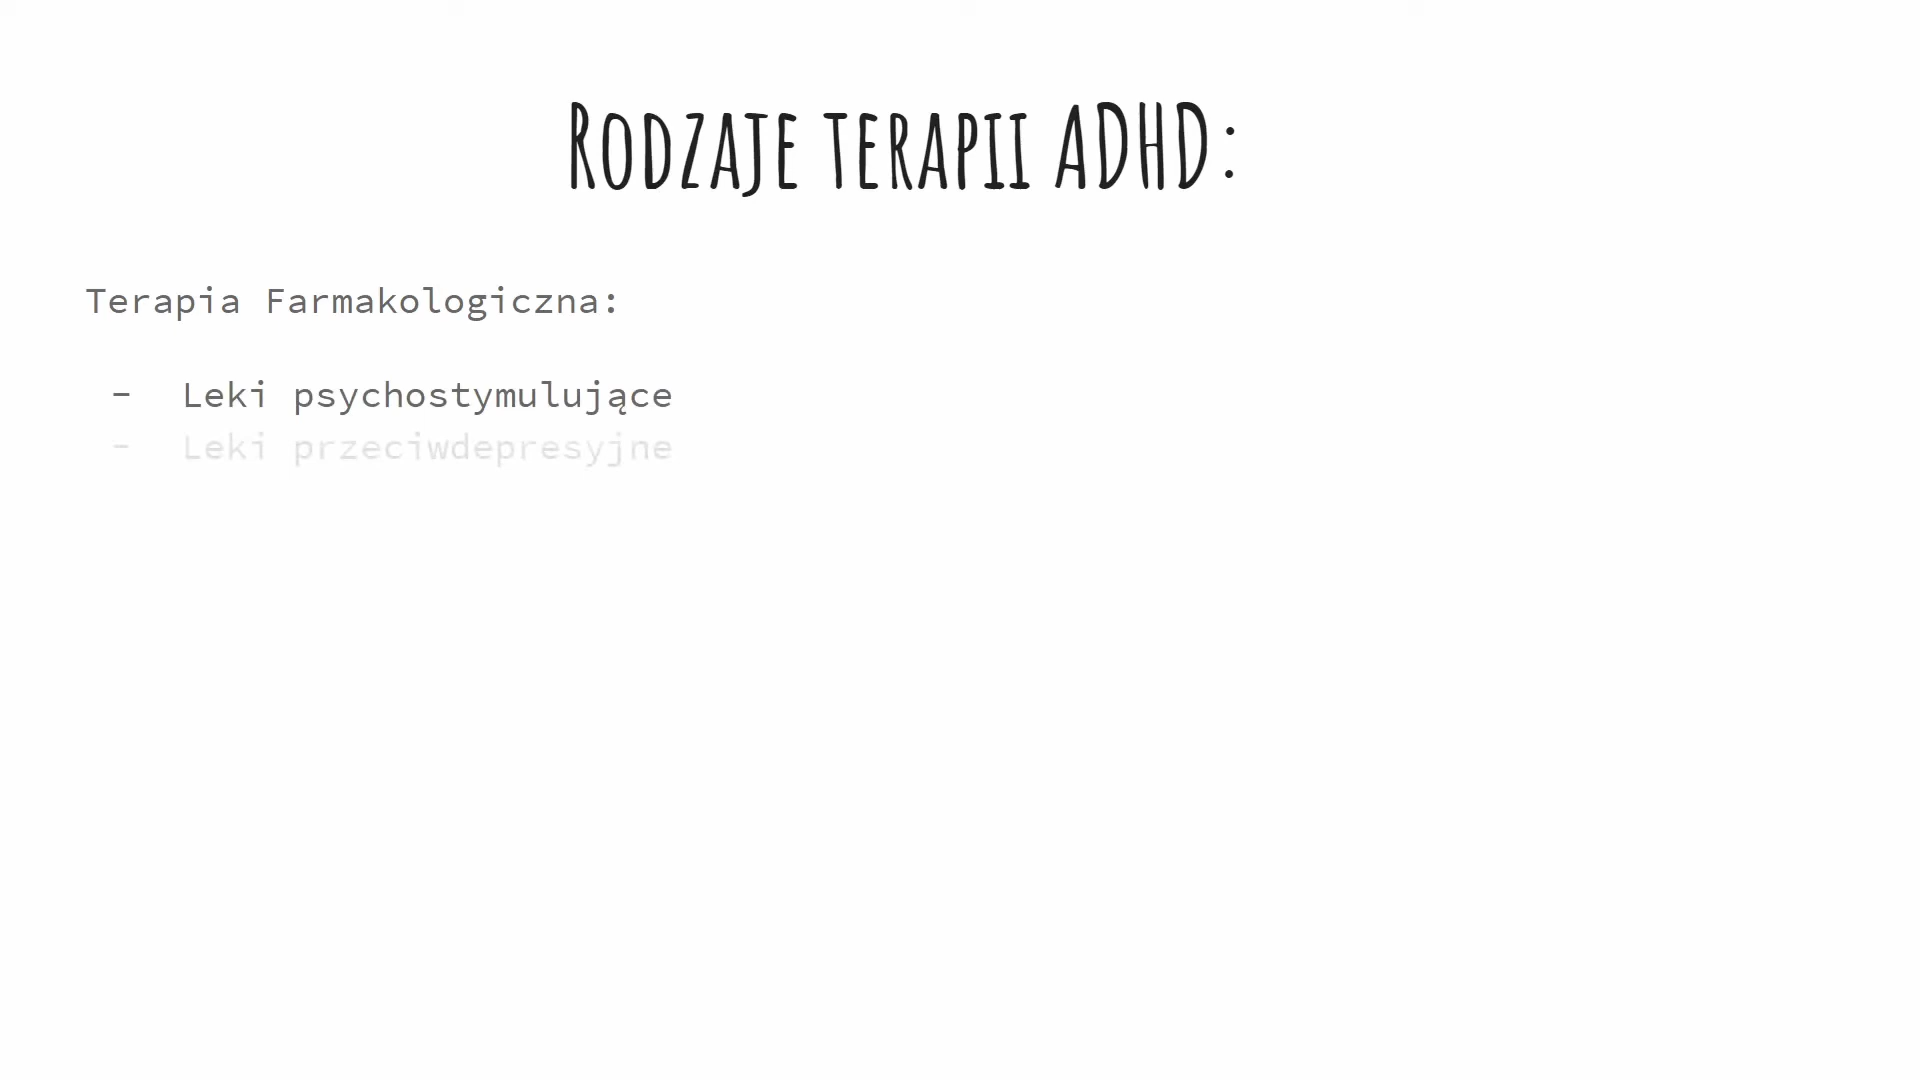 Rodzaje terapii ADHD:
Terapia Farmakologiczna:
- Leki psychostymulujące
- Leki przeciwdepresyjne